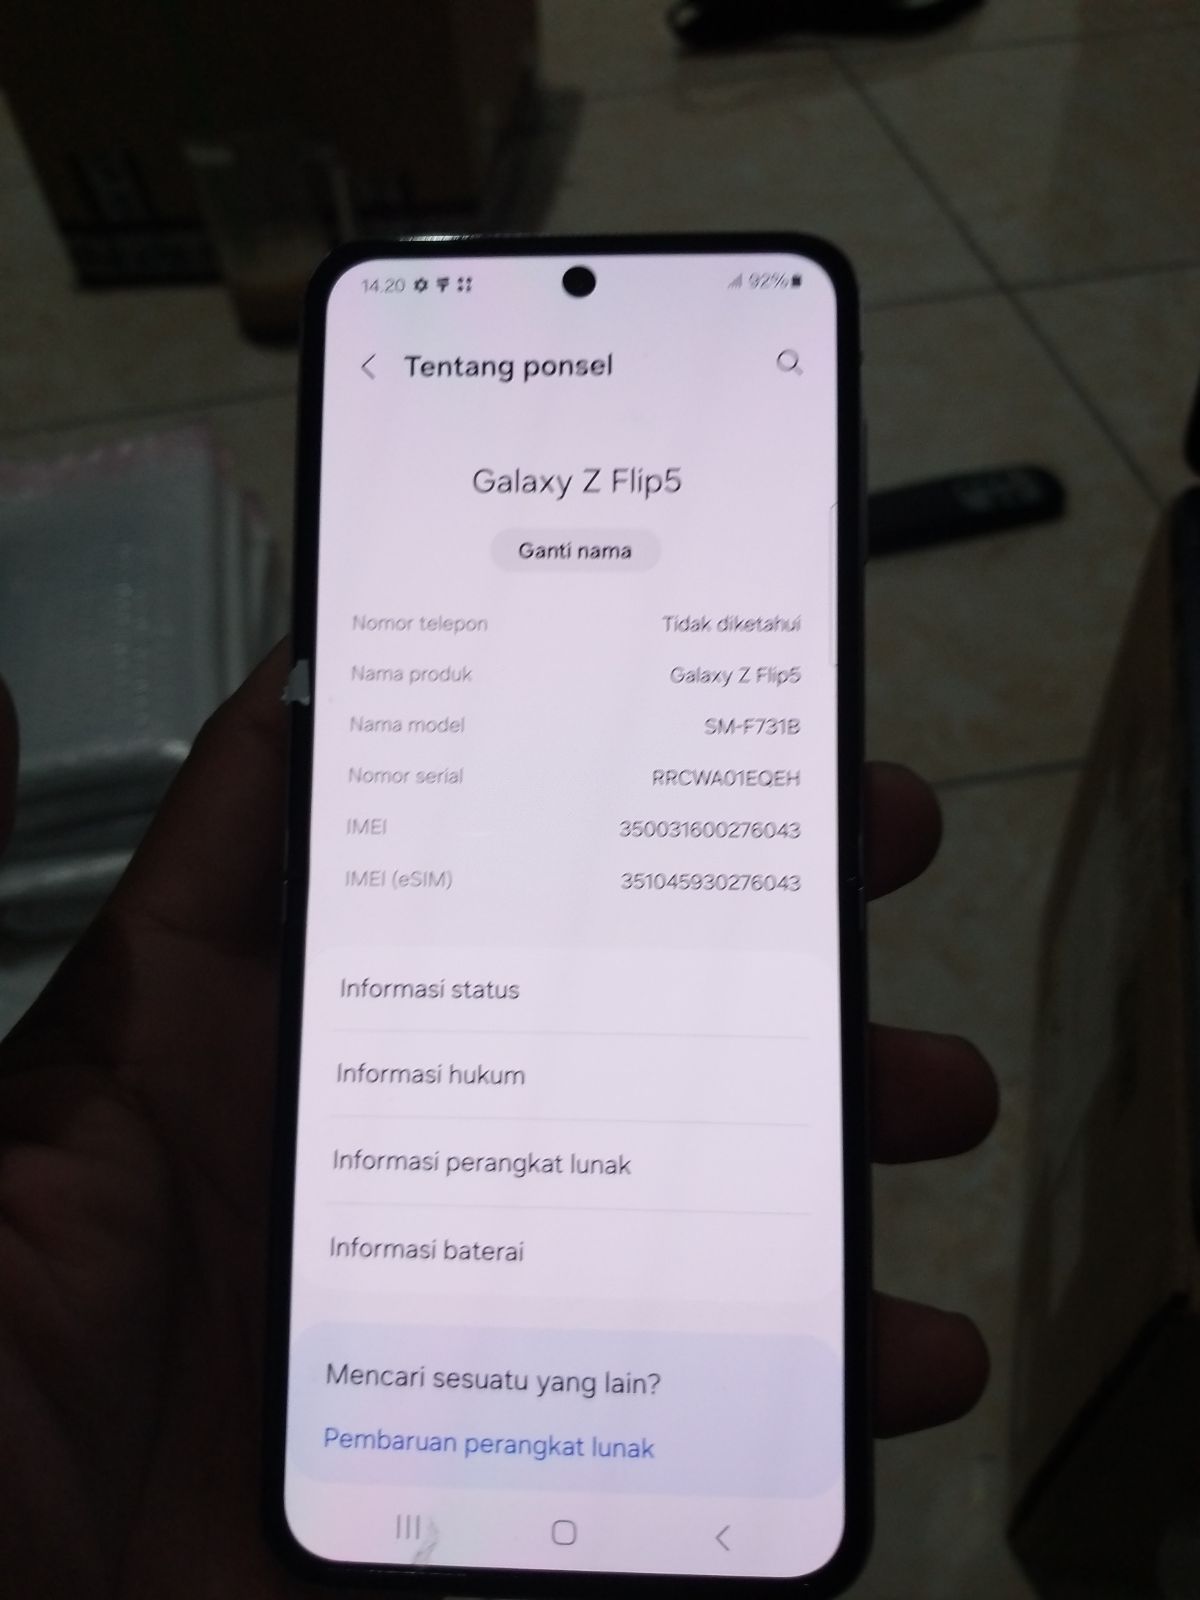 14.20 92%
Tentang ponsel
Galaxy Z Flip5
Ganti nama
Nomor telepon Tidak diketahui
Nama produk Galaxy Z Flip5
Nama model SM-F731B
Nomor serial RRCWA01EQEH
IMEI 350031600276043
IMEI (eSIM) 351045930276043
Informasi status
Informasi hukum
Informasi perangkat lunak
Informasi baterai
Mencari sesuatu yang lain?
Pembaruan perangkat lunak